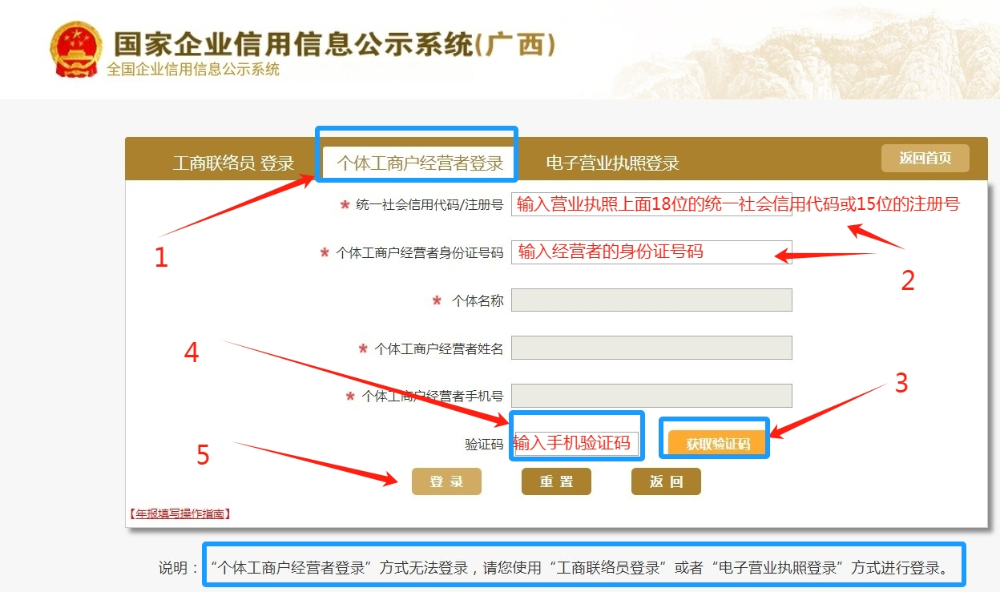 国家企业信用信息公示系统(广西)
全国企业信用信息公示系统
工商联络员 登录 个体工商户经营者登录 电子营业执照登录 返回首页
* 统一社会信用代码/注册号 输入营业执照上面18位的统一社会信用代码或15位的注册号
1
* 个体工商户经营者身份证号码 输入经营者的身份证号码
2
* 个体名称
4
* 个体工商户经营者姓名
3
* 个体工商户经营者手机号
验证码 输入手机验证码 获取验证码
5
登 录 重 置 返 回
【年报填写操作指南】
说明：“个体工商户经营者登录”方式无法登录，请您使用“工商联络员登录”或者“电子营业执照登录”方式进行登录。